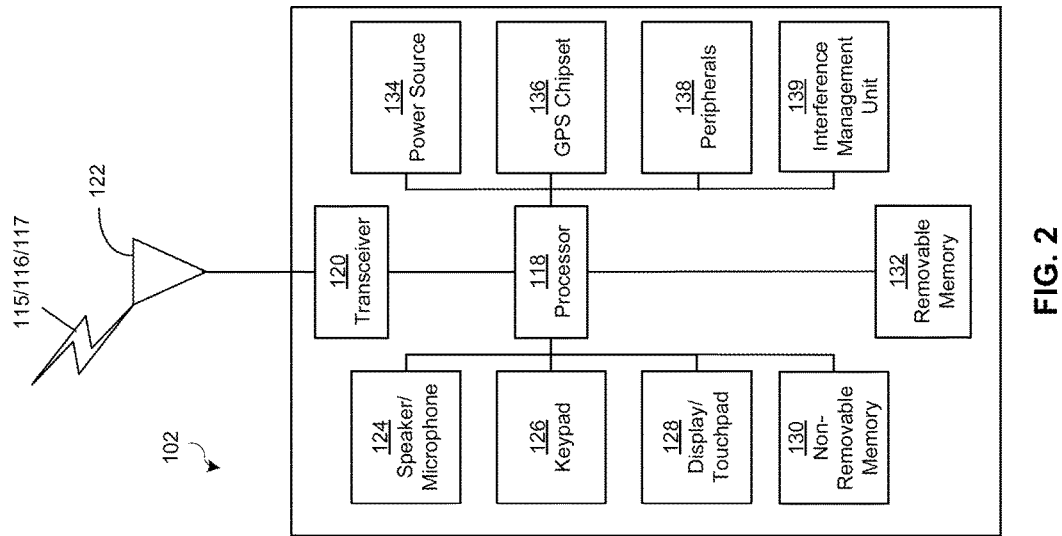 115/116/117
122
102
120
Transceiver
124
Speaker/
Microphone
134
Power Source
126
Keypad
118
Processor
136
GPS Chipset
128
Display/
Touchpad
138
Peripherals
130
Non-
Removable
Memory
132
Removable
Memory
139
Interference
Management
Unit
FIG. 2